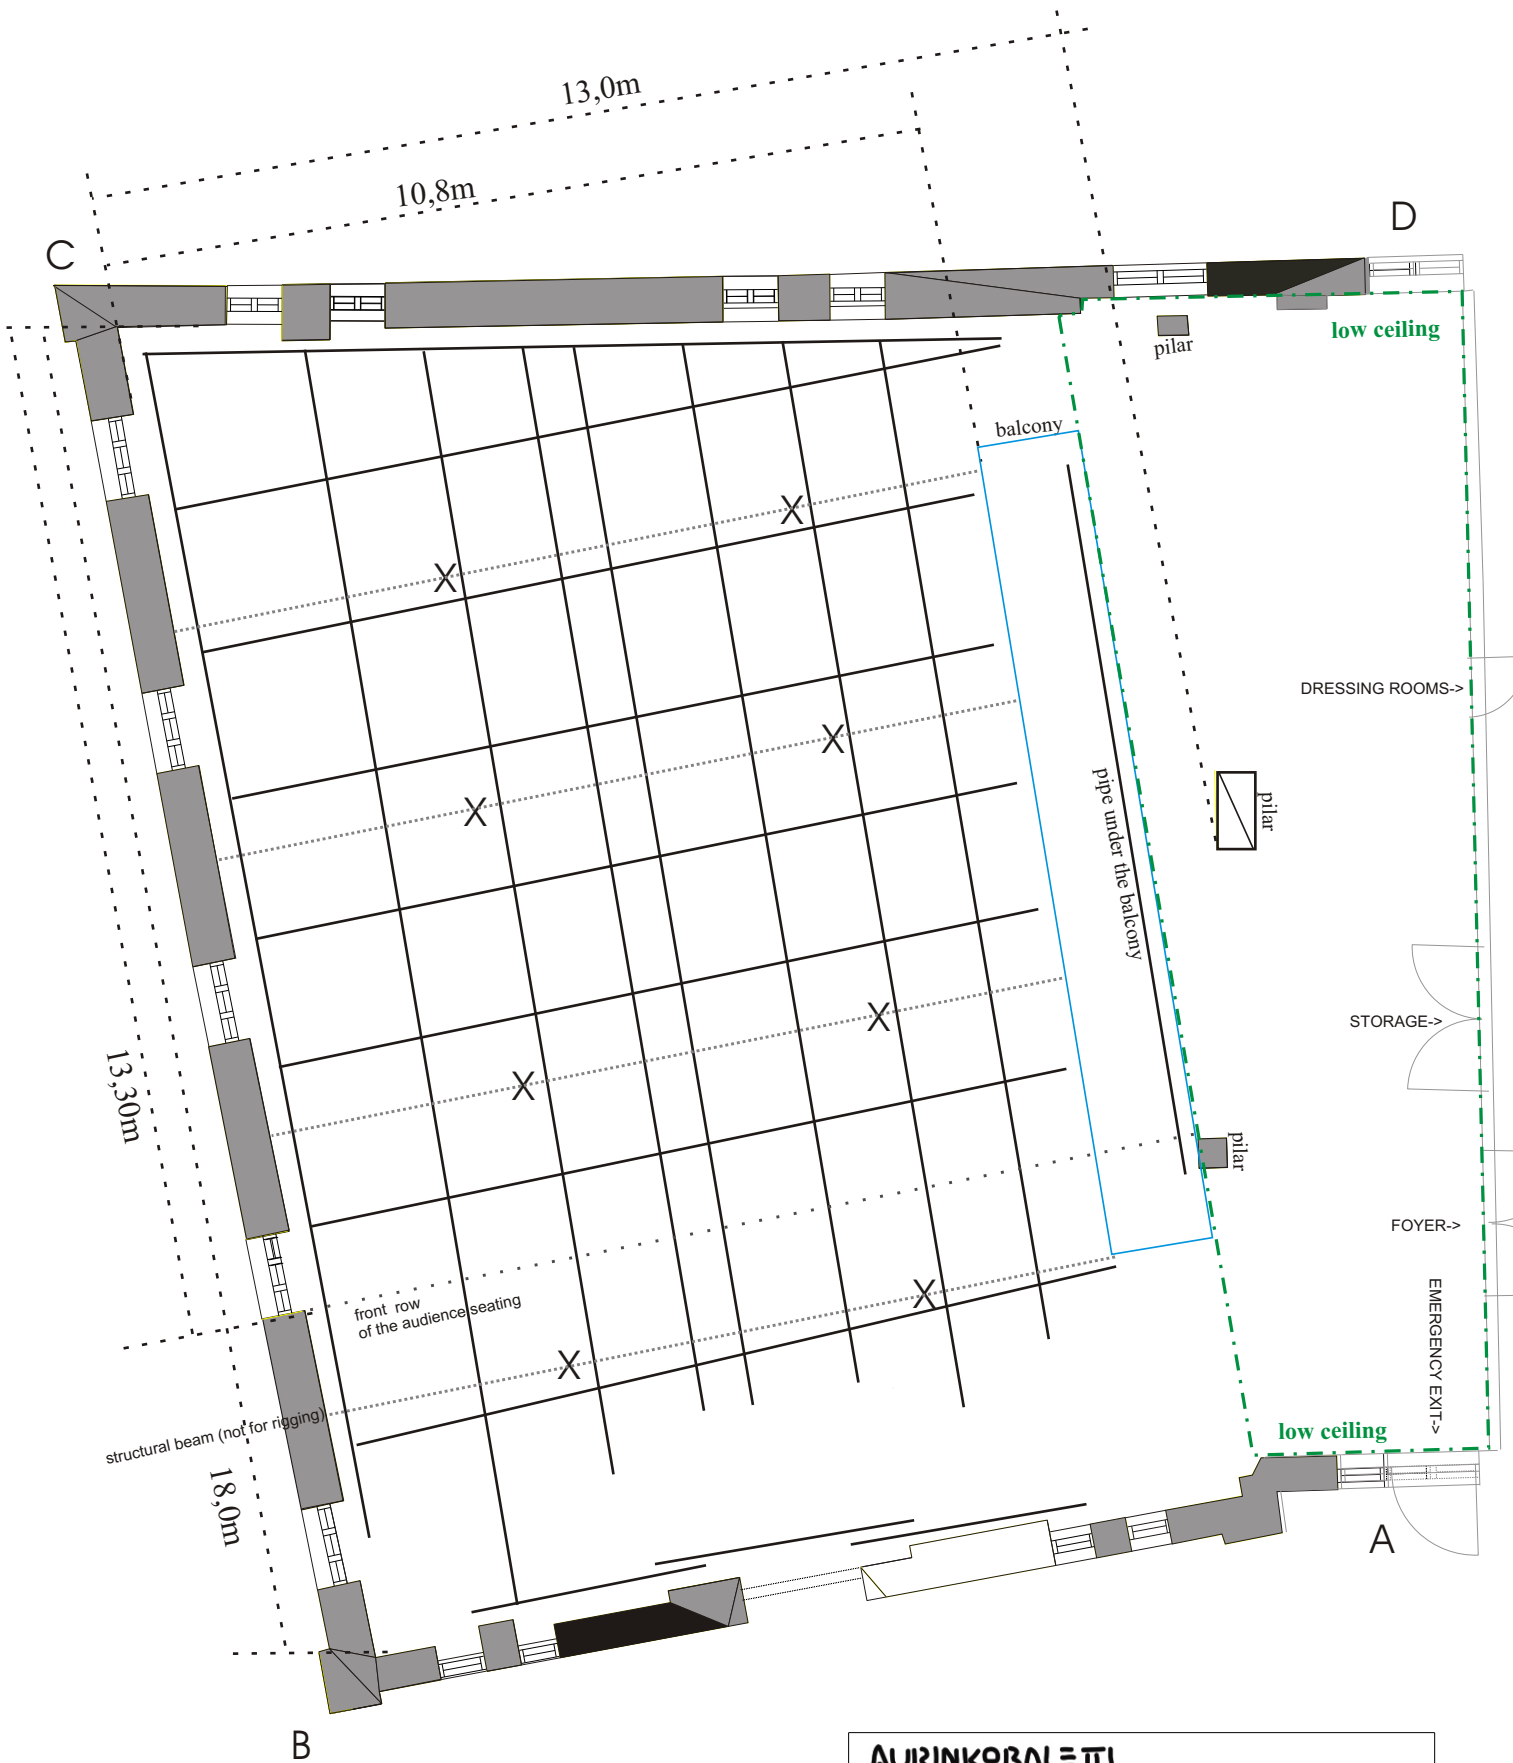 13,0m
10,8m
C
D
low ceiling
pilar
balcony
X
X
DRESSING ROOMS->
X
X
pipe under the balcony
pilar
STORAGE->
X
X
13,30m
pilar
FOYER->
front row
of the audience seating
X
X
EMERGENCY EXIT->
structural beam (not for rigging)
low ceiling
18,0m
A
B